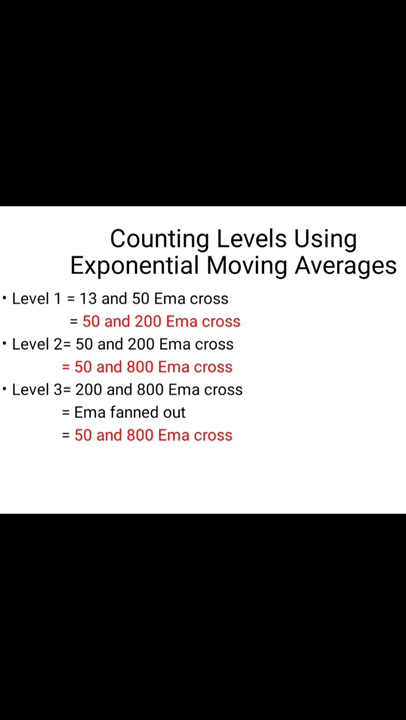 Counting Levels Using
Exponential Moving Averages
• Level 1 = 13 and 50 Ema cross
= 50 and 200 Ema cross
• Level 2= 50 and 200 Ema cross
= 50 and 800 Ema cross
• Level 3= 200 and 800 Ema cross
= Ema fanned out
= 50 and 800 Ema cross